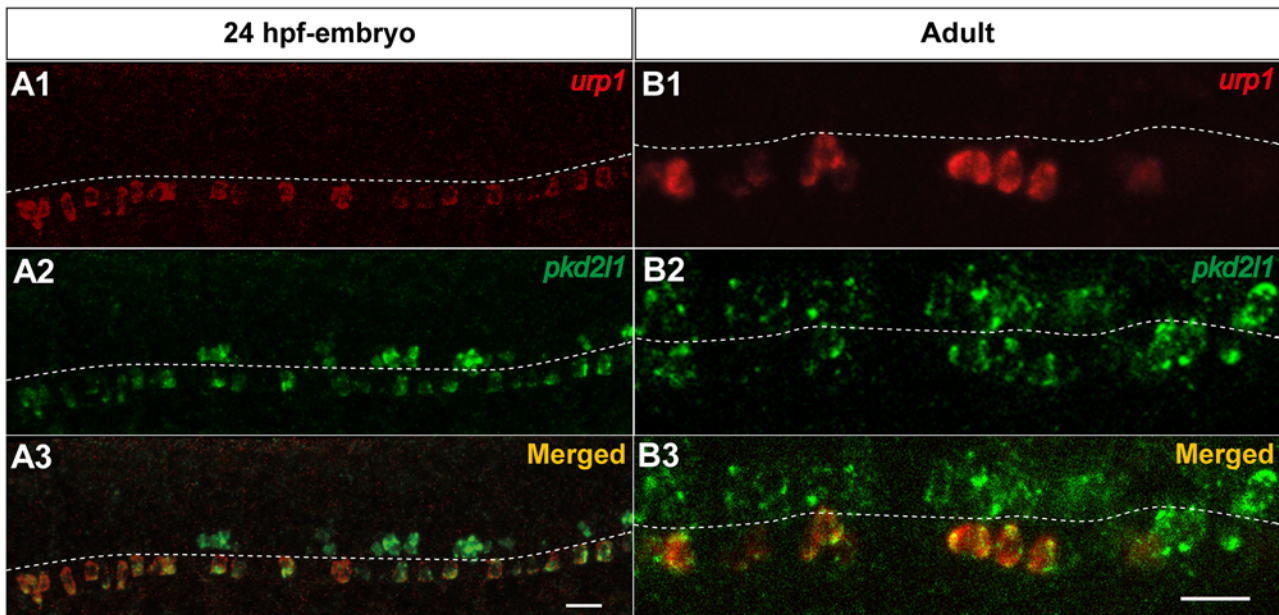 24 hpf-embryo
Adult
A1 urp1
B1 urp1
A2 pkd2l1
B2 pkd2l1
A3 Merged
B3 Merged